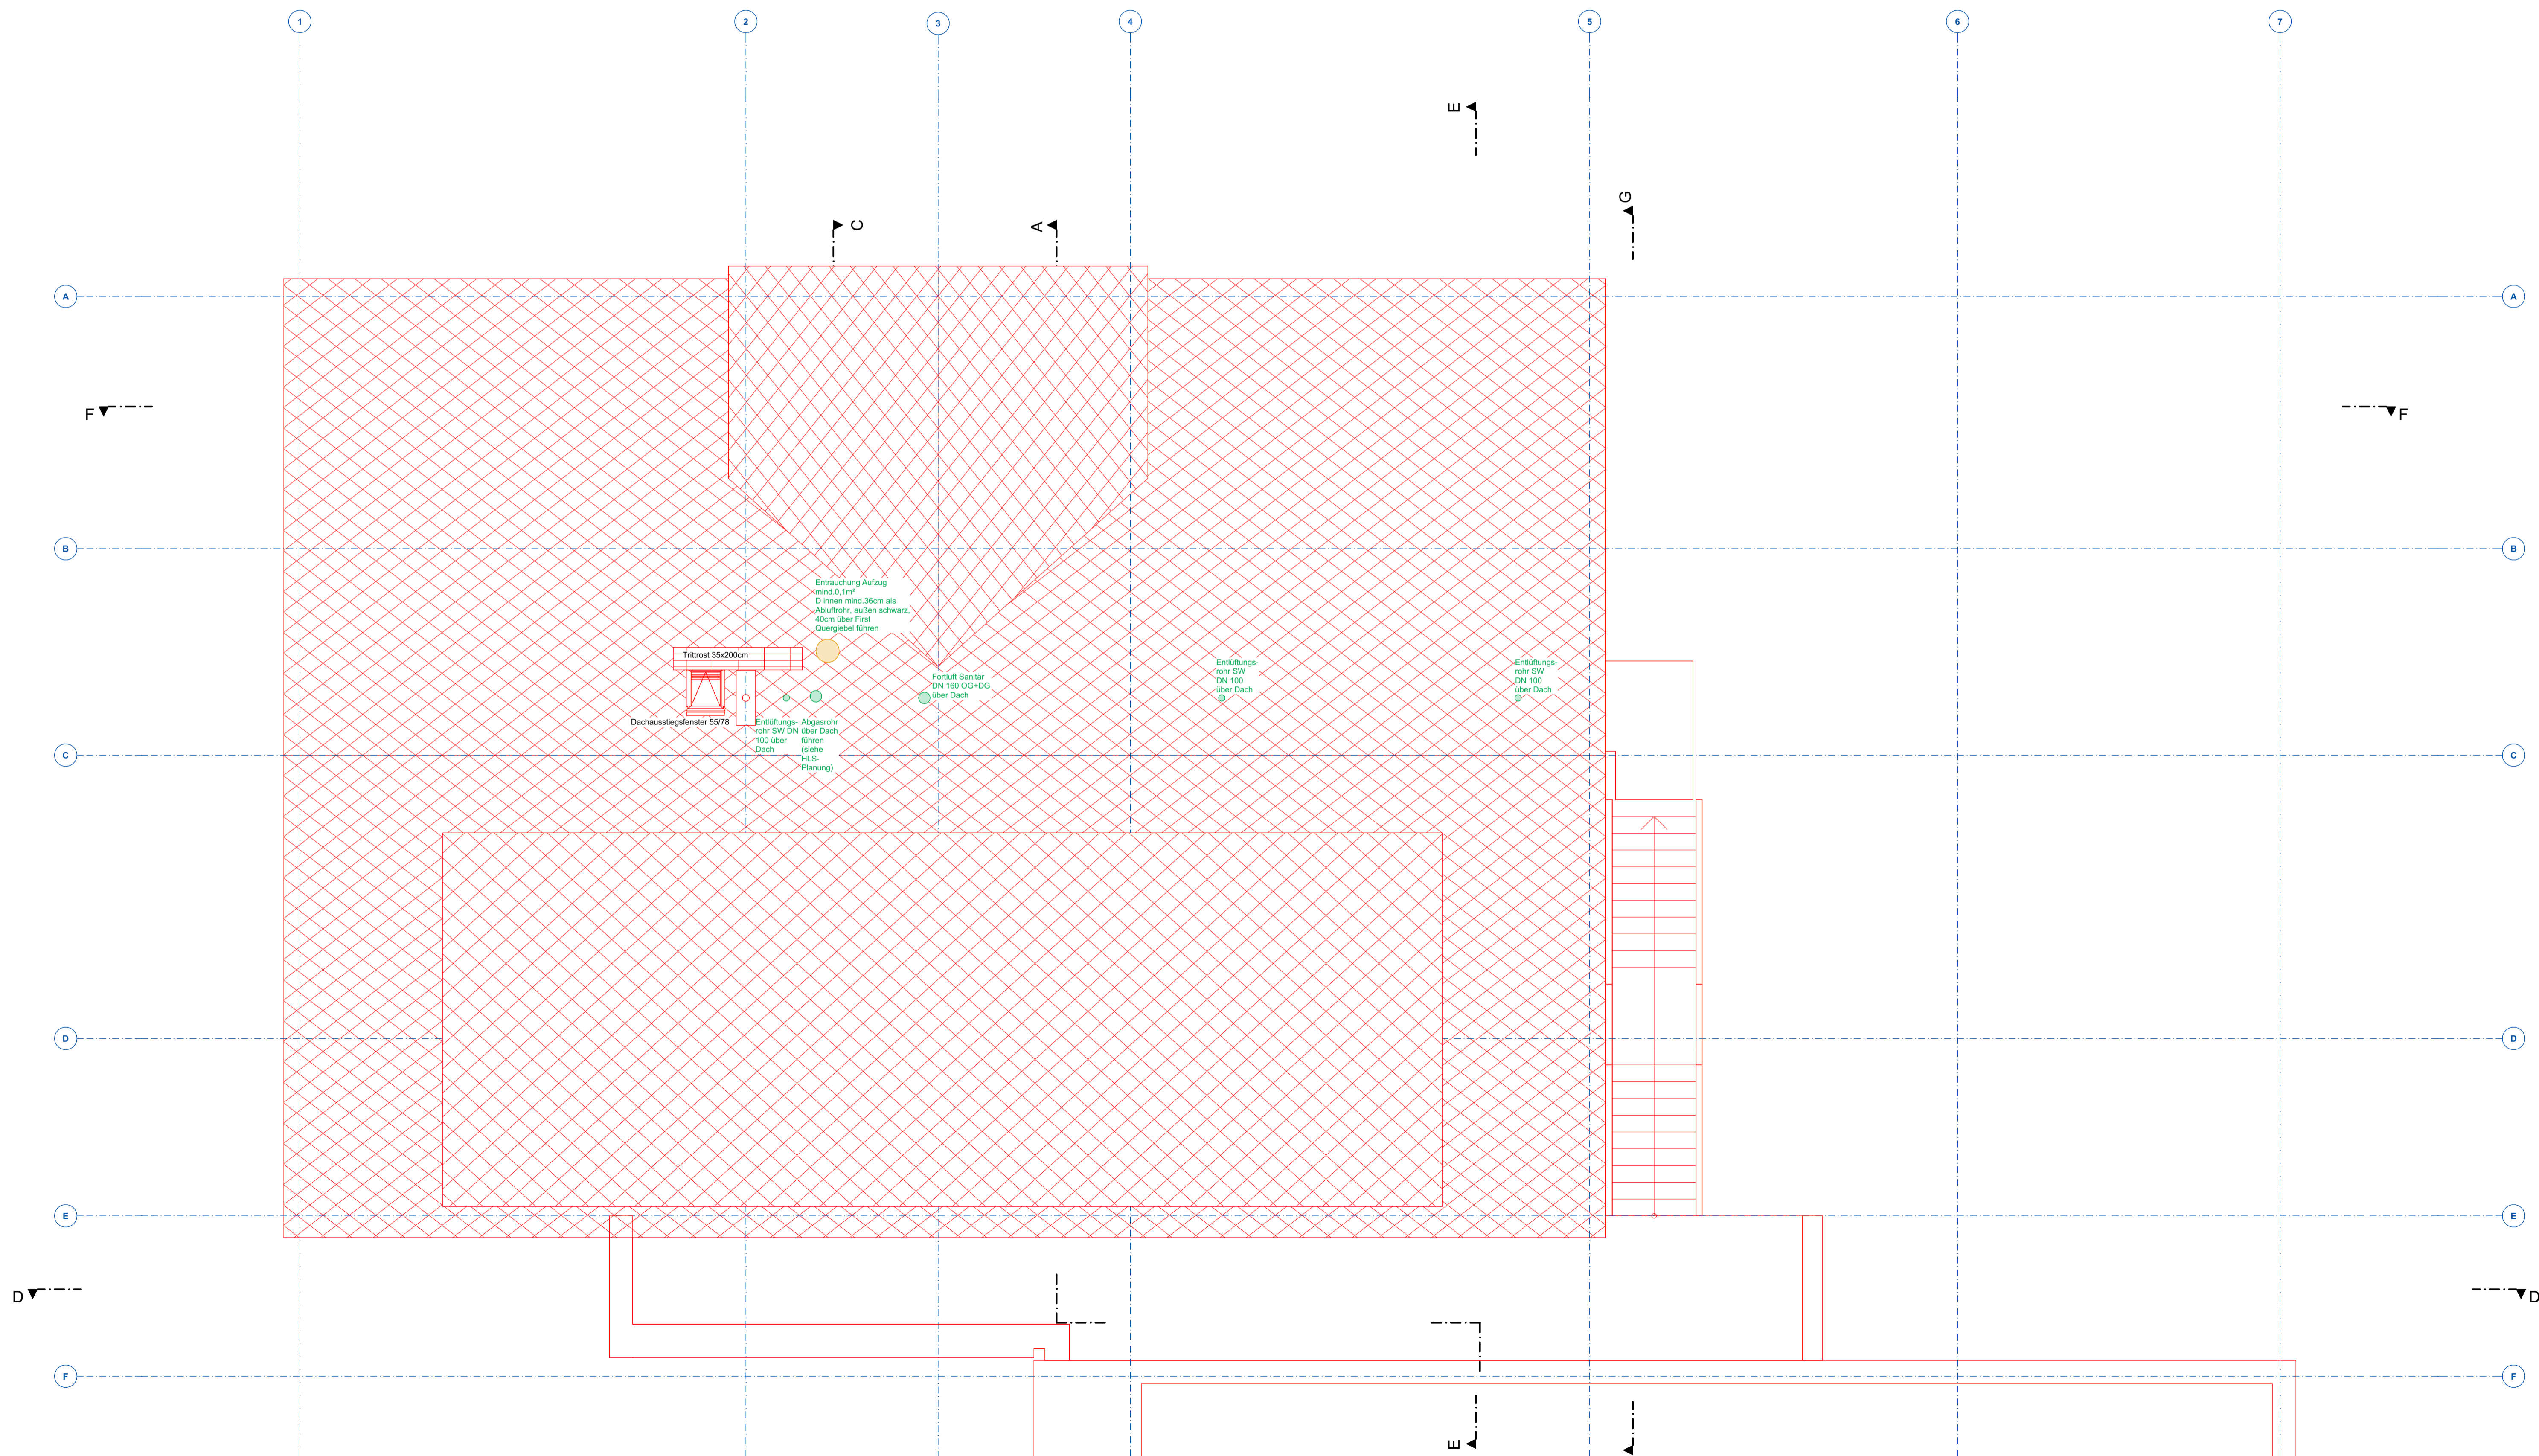 1
2
3
4
5
6
7
E
G
C
A
A
A
F
F
B
B
Entrauchung Aufzug
mind.0,1m²
D innen mind.36cm als
Abluftrohr, außen schwarz,
40cm über First
Quergiebel führen
Trittrost 35x200cm
Fortluft Sanitär
DN 160 OG+DG
über Dach
Entlüftungs-
rohr SW
DN 100
über Dach
Entlüftungs-
rohr SW
DN 100
über Dach
Dachausstiegsfenster 55/78
Entlüftungs-
rohr SW DN
100 über
Dach
Abgasrohr
über Dach
führen
(siehe
HLS-
Planung)
C
C
D
D
E
E
D
D
F
F
E